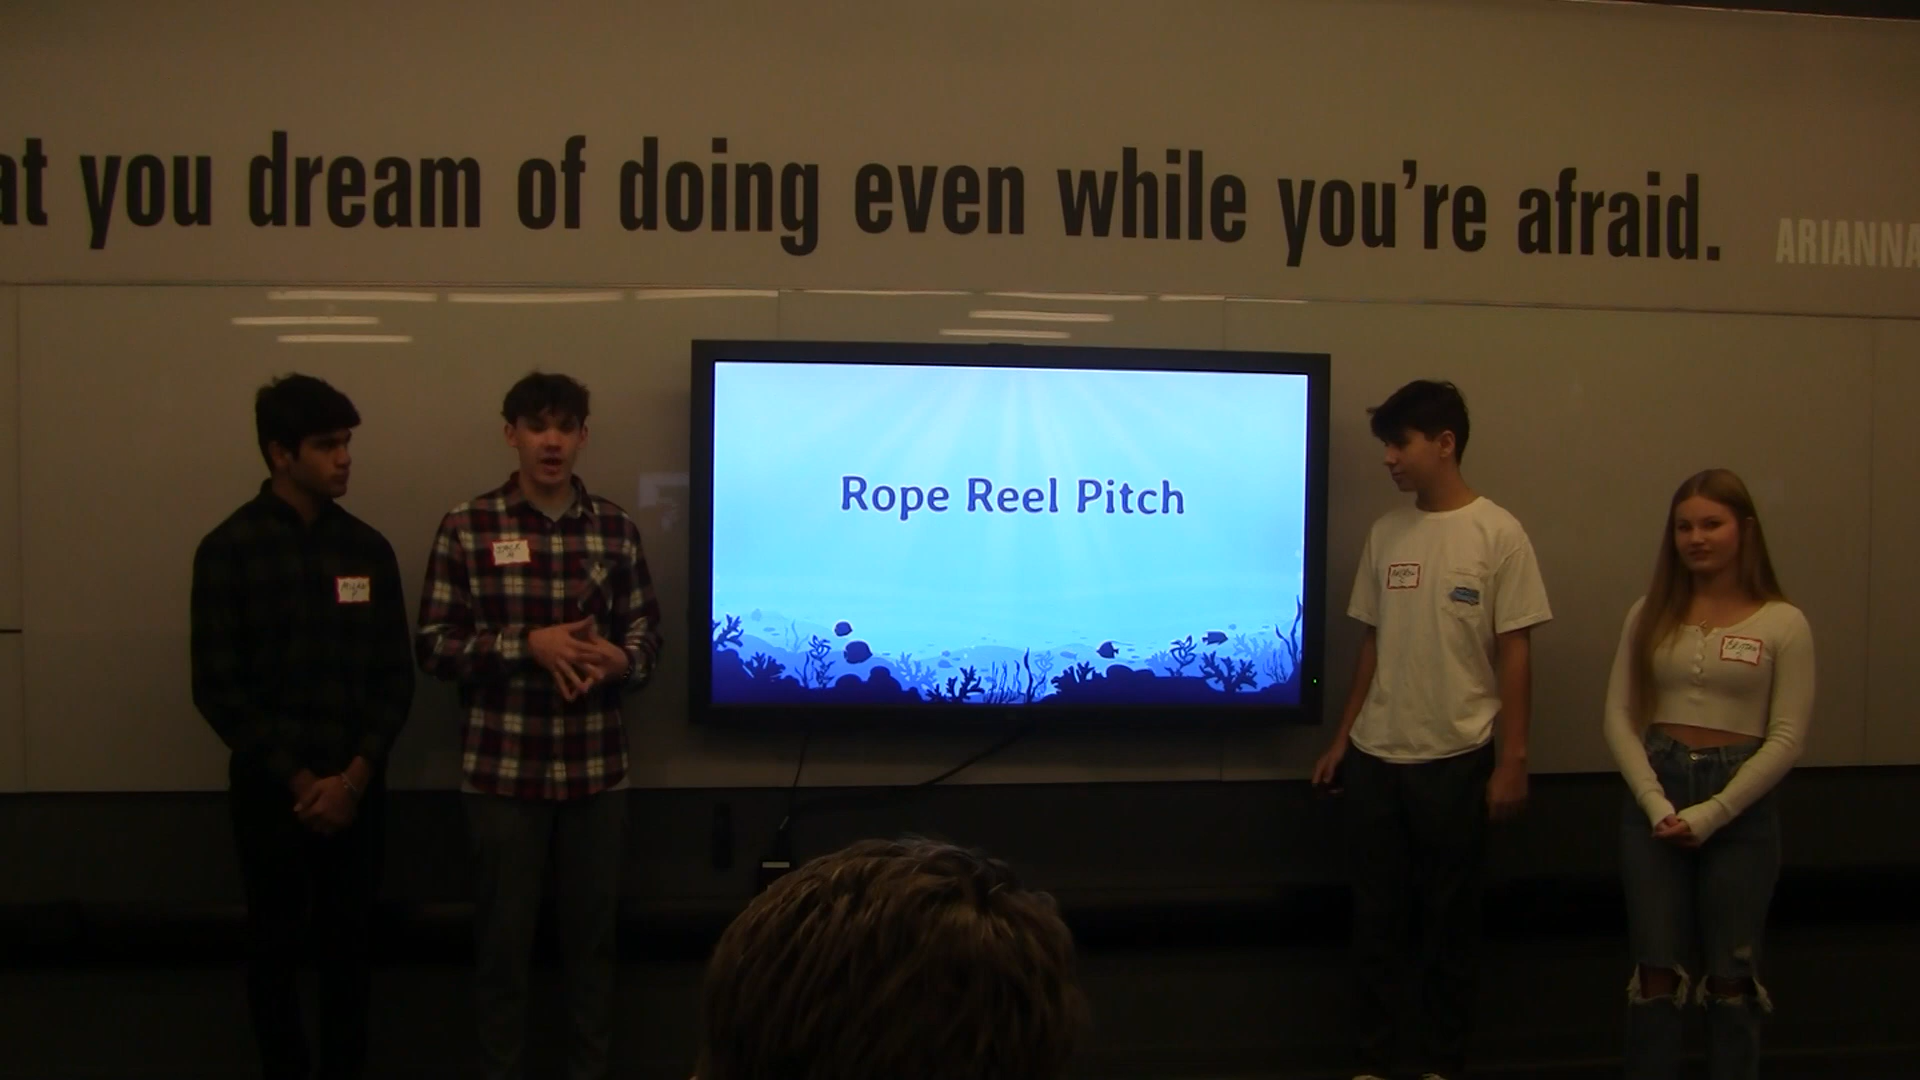 at you dream of doing even while you're afraid.
ARIANNA
Rope Reel Pitch